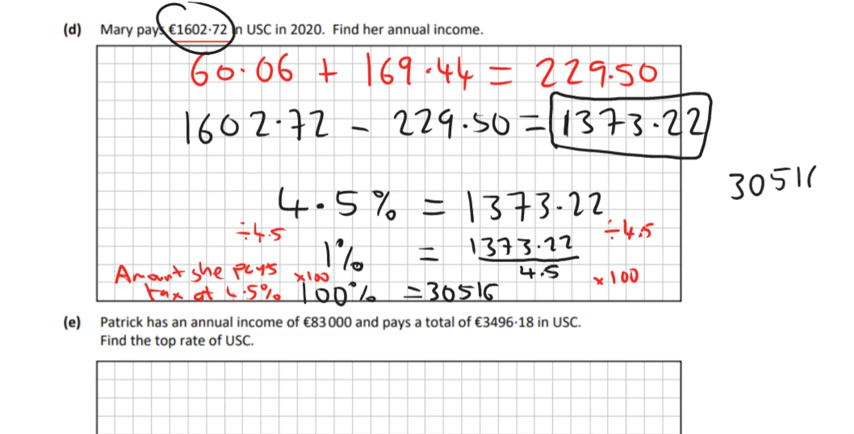 (d) Mary pays €1602·72 in USC in 2020. Find her annual income.
60·06 + 169·44 = 229.50
1602·72 - 229·50 = 1373·22
30516
4.5% = 1373·22
÷4.5 ÷4.5
1% = 1373·22 / 4.5
Amount she pays tax at 4.5% ×100 ×100
100% = 30516
(e) Patrick has an annual income of €83 000 and pays a total of €3496·18 in USC.
Find the top rate of USC.